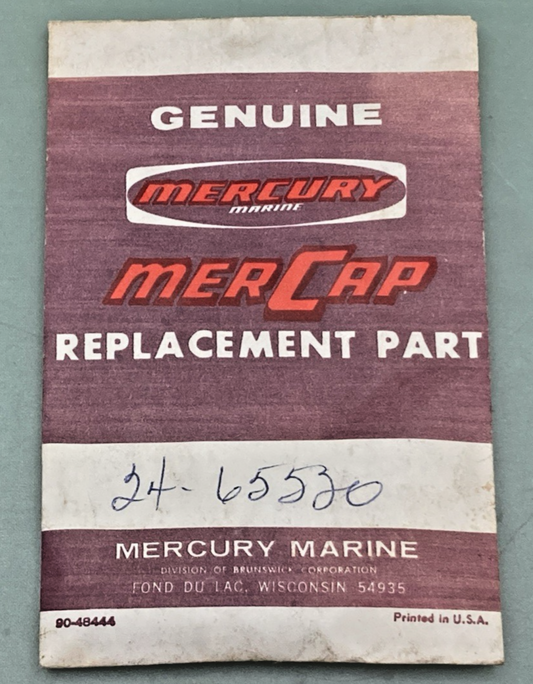 GENUINE
MERCURY
MARINE
MERCAP
REPLACEMENT PART
24-65530
MERCURY MARINE
DIVISION OF BRUNSWICK CORPORATION
FOND DU LAC, WISCONSIN 54935
90-48444 Printed in U.S.A.